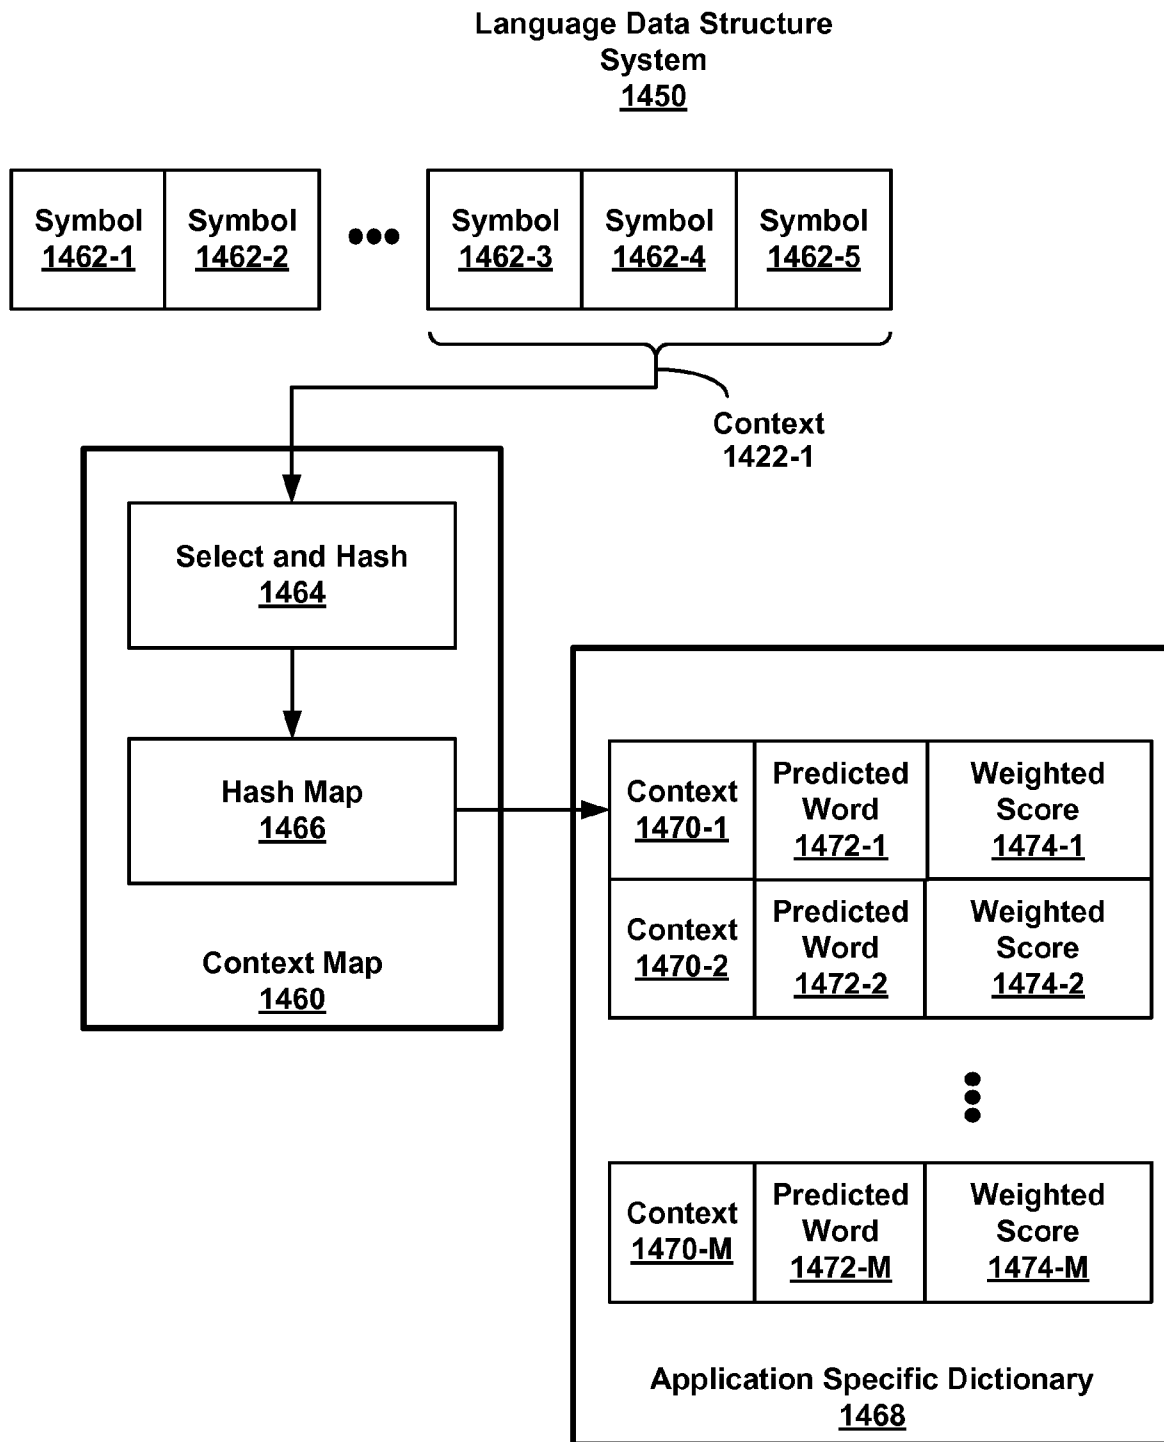 Language Data Structure
System
1450
Symbol
1462-1
Symbol
1462-2
Symbol
1462-3
Symbol
1462-4
Symbol
1462-5
Context
1422-1
Select and Hash
1464
Hash Map
1466
Context Map
1460
Context
1470-1
Predicted
Word
1472-1
Weighted
Score
1474-1
Context
1470-2
Predicted
Word
1472-2
Weighted
Score
1474-2
Context
1470-M
Predicted
Word
1472-M
Weighted
Score
1474-M
Application Specific Dictionary
1468